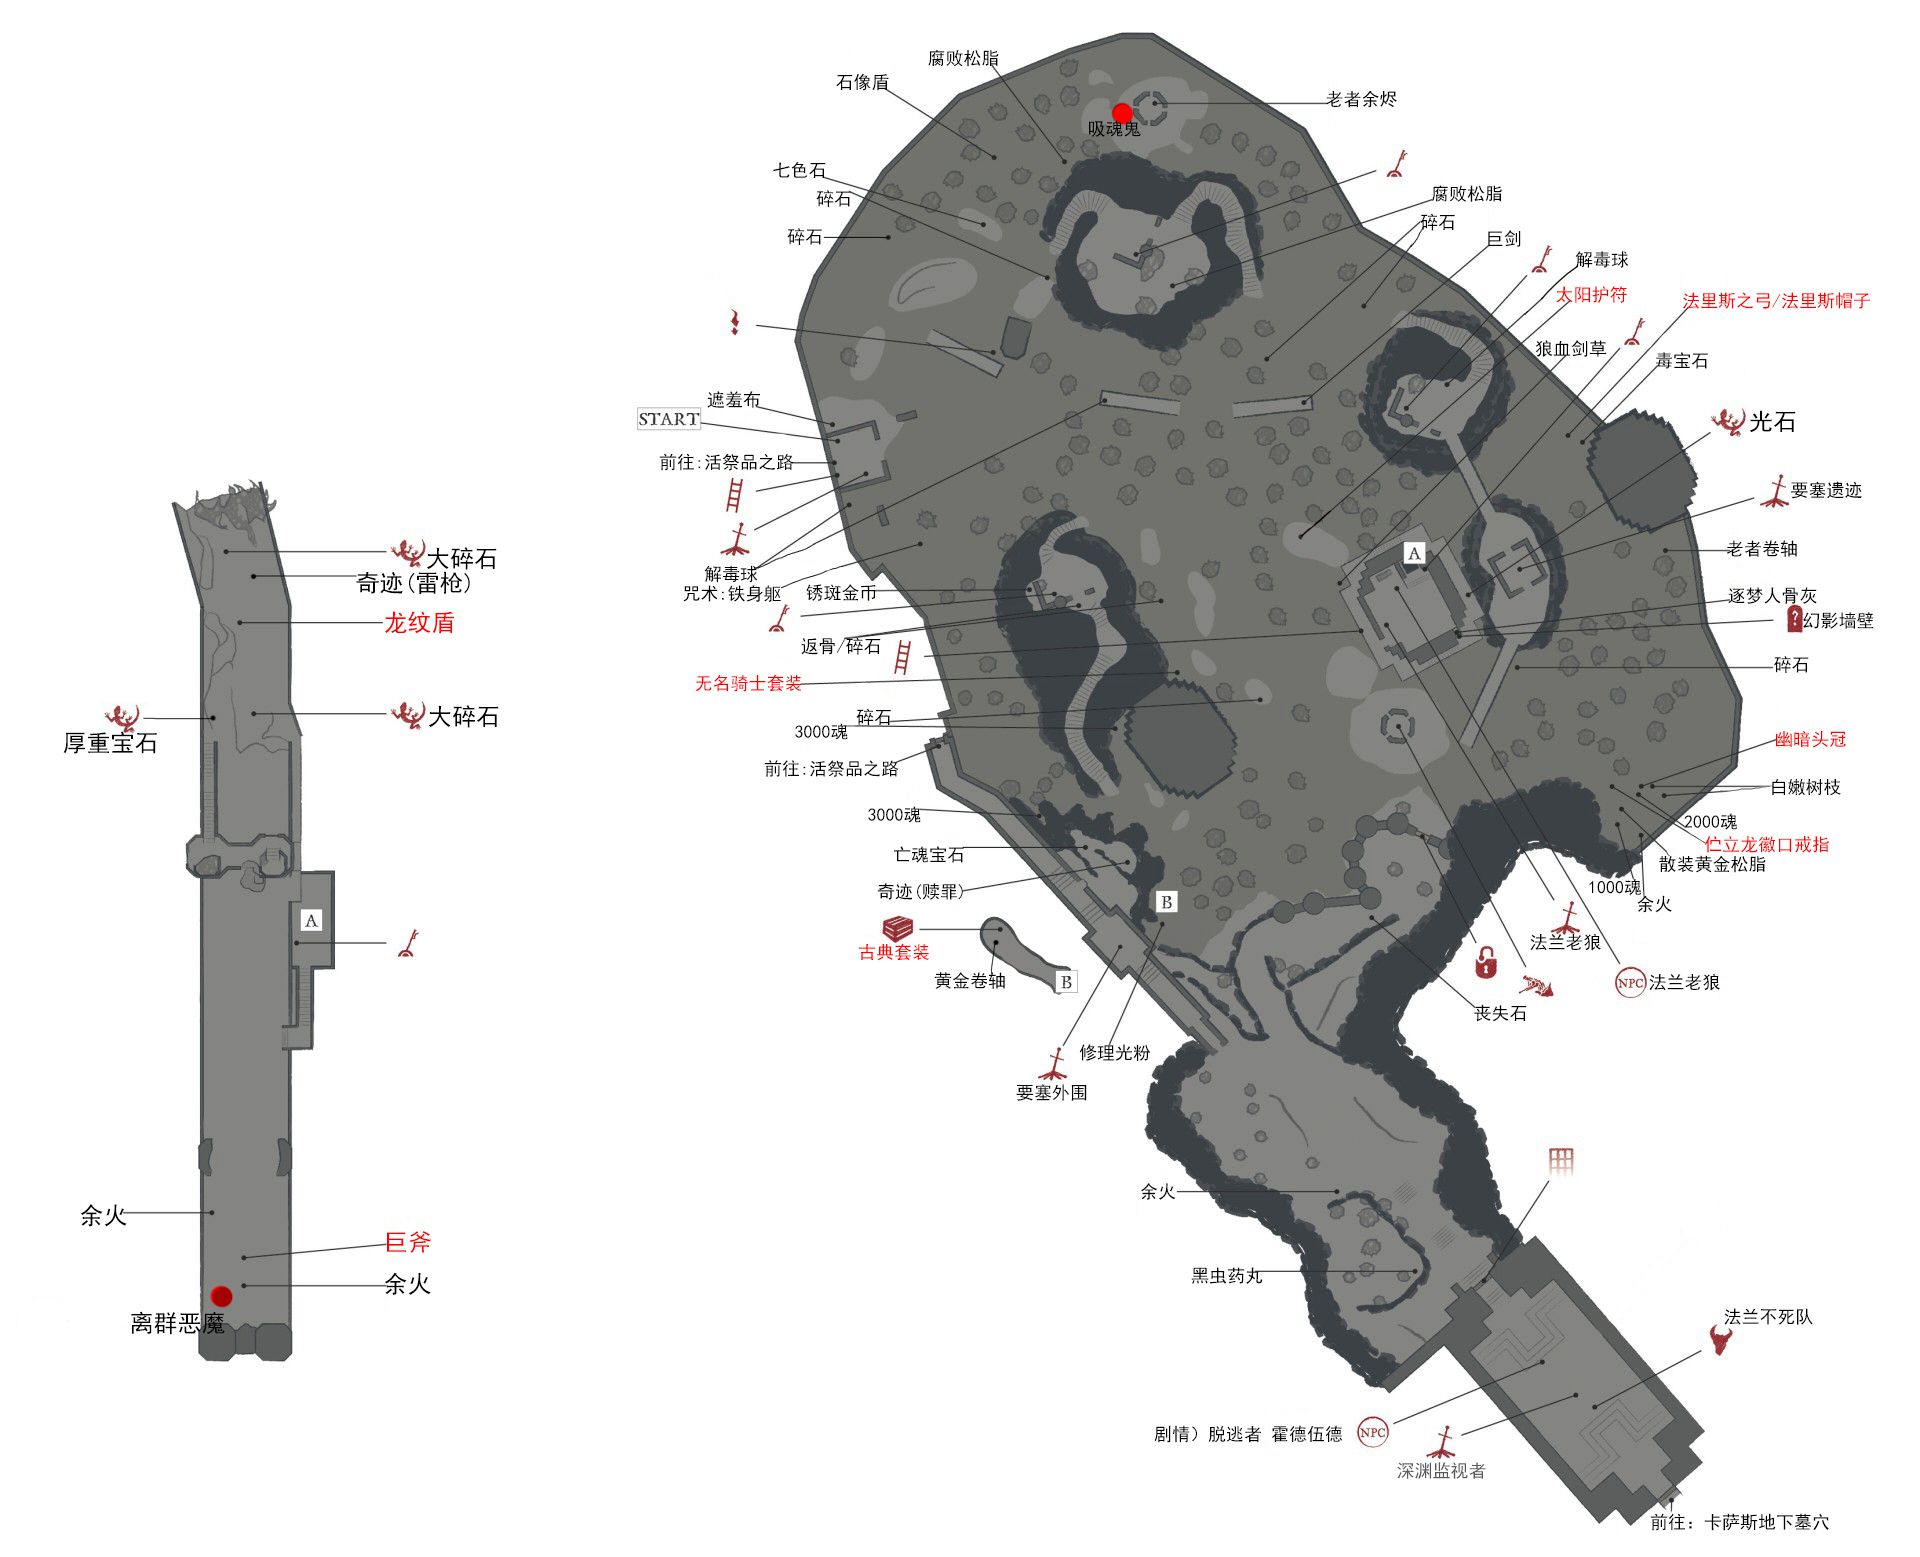 腐败松脂
石像盾
老者余烬
吸魂鬼
七色石
碎石
碎石
腐败松脂
碎石
巨剑
解毒球
太阳护符
法里斯之弓/法里斯帽子
狼血剑草
毒宝石
遮羞布
START
光石
前往:活祭品之路
要塞遗迹
大碎石
奇迹(雷枪)
A
老者卷轴
解毒球
咒术:铁身躯
锈斑金币
逐梦人骨灰
幻影墙壁
龙纹盾
返骨/碎石
碎石
无名骑士套装
大碎石
厚重宝石
碎石
3000魂
幽暗头冠
前往:活祭品之路
白嫩树枝
3000魂
2000魂
伫立龙徽口戒指
亡魂宝石
散装黄金松脂
奇迹(赎罪)
1000魂
余火
B
A
古典套装
法兰老狼
黄金卷轴
B
NPC
法兰老狼
丧失石
修理光粉
要塞外围
余火
余火
巨斧
黑虫药丸
余火
离群恶魔
法兰不死队
剧情）脱逃者 霍德伍德
NPC
深渊监视者
前往：卡萨斯地下墓穴